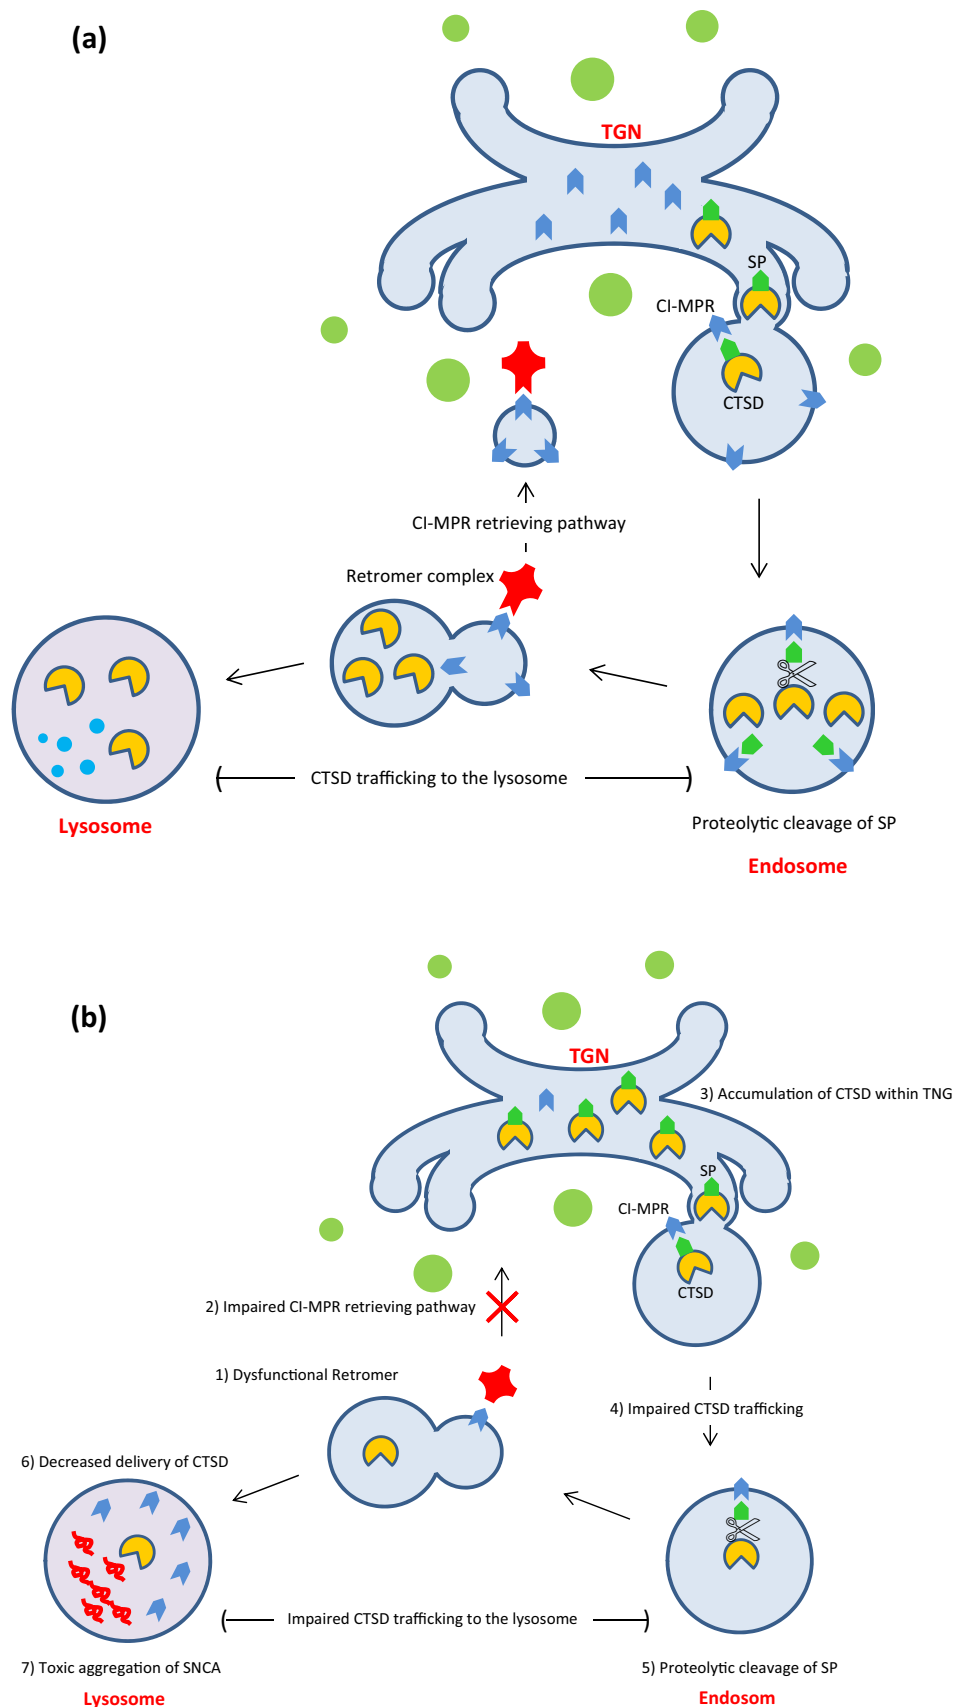 (a)
TGN
SP
CI-MPR
CTSD
CI-MPR retrieving pathway
Retromer complex
CTSD trafficking to the lysosome
Lysosome
Proteolytic cleavage of SP
Endosome
(b)
TGN
3) Accumulation of CTSD within TNG
SP
CI-MPR
CTSD
2) Impaired CI-MPR retrieving pathway
1) Dysfunctional Retromer
4) Impaired CTSD trafficking
6) Decreased delivery of CTSD
Impaired CTSD trafficking to the lysosome
7) Toxic aggregation of SNCA
5) Proteolytic cleavage of SP
Lysosome
Endosom